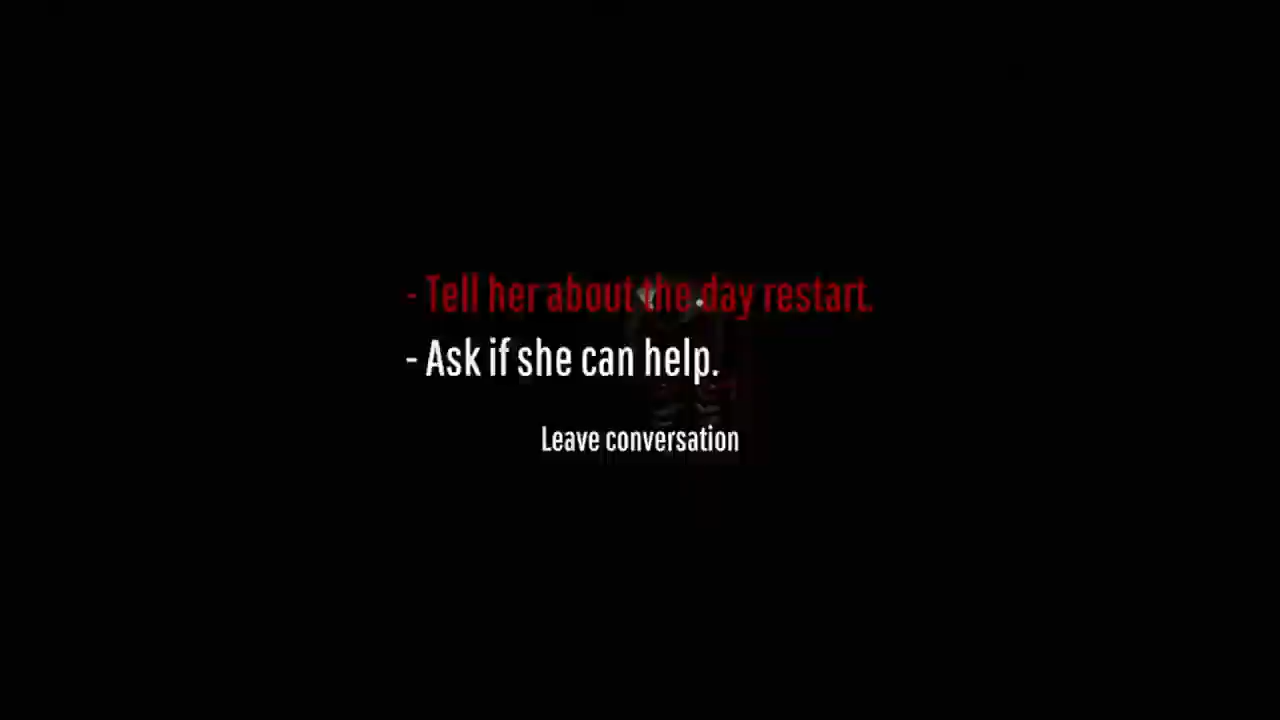 - Tell her about the day restart.
- Ask if she can help.
Leave conversation